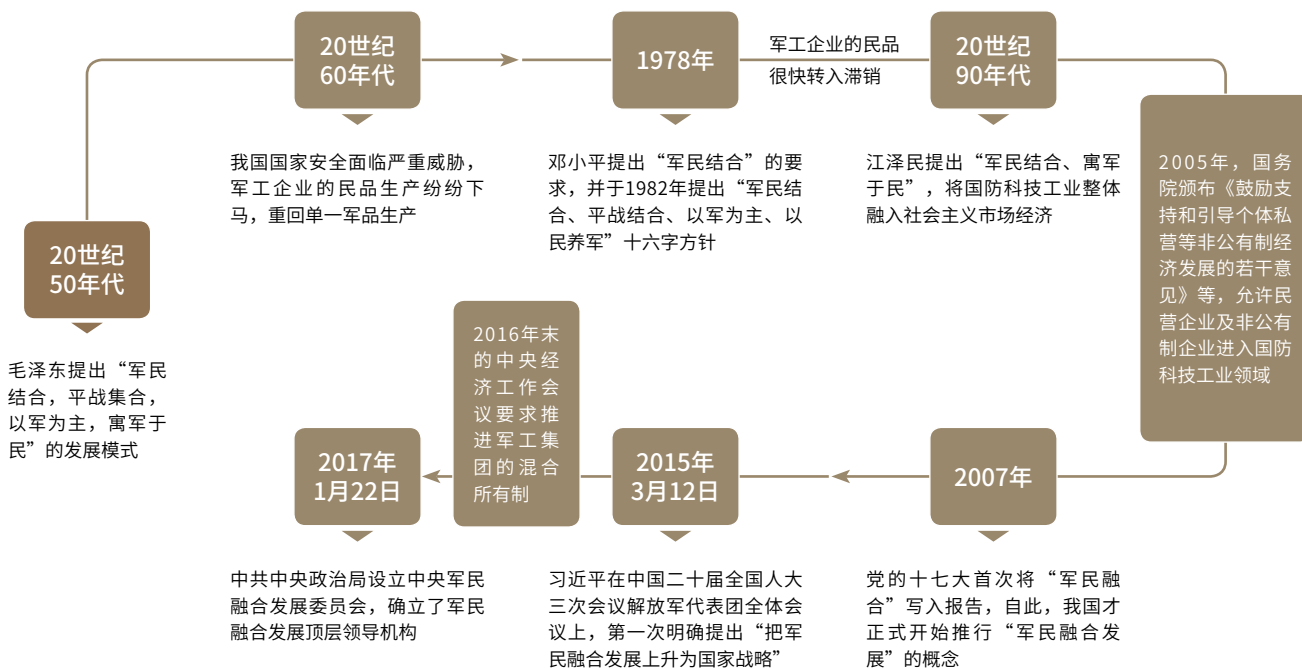 20世纪
50年代
毛泽东提出“军民
结合，平战集合，
以军为主，寓军于
民”的发展模式
20世纪
60年代
我国国家安全面临严重威胁，
军工企业的民品生产纷纷下
马，重回单一军品生产
1978年
邓小平提出“军民结合”的要
求，并于1982年提出“军民结
合、平战结合、以军为主、以
民养军”十六字方针
军工企业的民品
很快转入滞销
20世纪
90年代
江泽民提出“军民结合、寓军
于民”，将国防科技工业整体
融入社会主义市场经济
2005年，国务
院颁布《鼓励支
持和引导个体私
营等非公有制经
济发展的若干意
见》等，允许民
营企业及非公有
制企业进入国防
科技工业领域
2007年
党的十七大首次将“军民融
合”写入报告，自此，我国才
正式开始推行“军民融合发
展”的概念
2015年
3月12日
习近平在中国二十届全国人大
三次会议解放军代表团全体会
议上，第一次明确提出“把军
民融合发展上升为国家战略”
2016年末
的中央经
济工作会
议要求推
进军工集
团的混合
所有制
2017年
1月22日
中共中央政治局设立中央军民
融合发展委员会，确立了军民
融合发展顶层领导机构